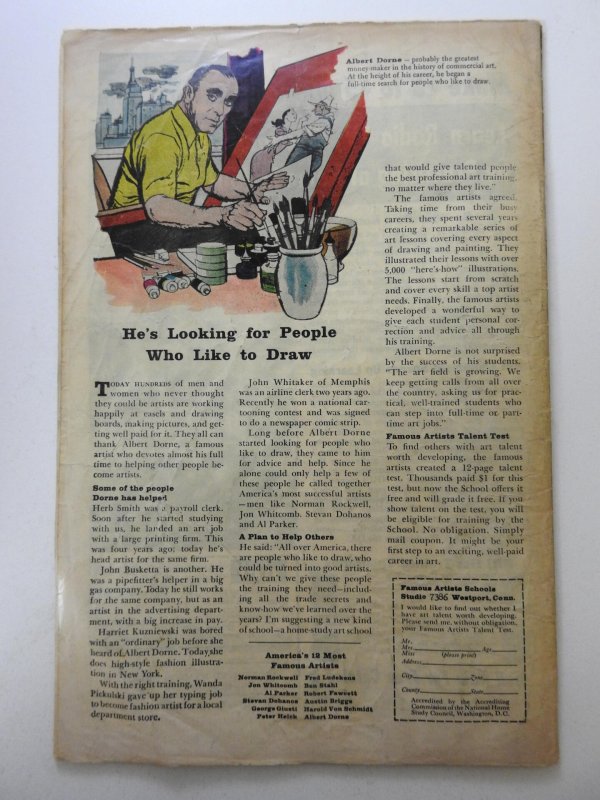 Albert Dorne — probably the greatest
money-maker in the history of commercial art.
At the height of his career, he began a
full-time search for people who like to draw.
He's Looking for People
Who Like to Draw
TODAY HUNDREDS of men and
women who never thought
they could be artists are working
happily at easels and drawing
boards, making pictures, and get-
ting well paid for it. They all can
thank Albert Dorne, a famous
artist who devotes almost his full
time to helping other people be-
come artists.
Some of the people
Dorne has helped
Herb Smith was a payroll clerk.
Soon after he started studying
with us, he landed an art job
with a large printing firm. This
was four years ago; today he's
head artist for the same firm.
John Busketta is another. He
was a pipefitter's helper in a big
gas company. Today he still works
for the same company, but as an
artist in the advertising depart-
ment, with a big increase in pay.
Harriet Kuzniewski was bored
with an "ordinary" job before she
heard of Albert Dorne. Today, she
does high-style fashion illustra-
tion in New York.
With the right training, Wanda
Pickulski gave up her typing job
to become fashion artist for a local
department store.
John Whitaker of Memphis
was an airline clerk two years ago.
Recently he won a national car-
tooning contest and was signed
to do a newspaper comic strip.
Long before Albert Dorne
started looking for people who
like to draw, they came to him
for advice and help. Since he
alone could only help a few of
these people he called together
America's most successful artists
—men like Norman Rockwell,
Jon Whitcomb, Stevan Dohanos
and Al Parker.
A Plan to Help Others
He said: "All over America, there
are people who like to draw, who
could be turned into good artists.
Why can't we give these people
the training they need—includ-
ing all the trade secrets and
know-how we've learned over the
years? I'm suggesting a new kind
of school—a home-study art school
America's 12 Most
Famous Artists
Norman Rockwell
Jon Whitcomb
Al Parker
Stevan Dohanos
George Giusti
Peter Helck
Fred Ludekens
Ben Stahl
Robert Fawcett
Austin Briggs
Harold Von Schmidt
Albert Dorne
that would give talented people
the best professional art training,
no matter where they live."
The famous artists agreed.
Taking time from their busy
careers, they spent several years
creating a remarkable series of
art lessons covering every aspect
of drawing and painting. They
illustrated their lessons with over
5,000 "here's-how" illustrations.
The lessons start from scratch
and cover every skill a top artist
needs. Finally, the famous artists
developed a wonderful way to
give each student personal cor-
rection and advice all through
his training.
Albert Dorne is not surprised
by the success of his students.
"The art field is growing. We
keep getting calls from all over
the country, asking us for prac-
tical, well-trained students who
can step into full-time or part-
time art jobs."
Famous Artists Talent Test
To find others with art talent
worth developing, the famous
artists created a 12-page talent
test. Thousands paid $1 for this
test, but now the School offers it
free and will grade it free. If you
show talent on the test, you will
be eligible for training by the
School. No obligation. Simply
mail coupon. It might be your
first step to an exciting, well-paid
career in art.
Famous Artists Schools
Studio 7386 Westport, Conn.
I would like to find out whether I
have art talent worth developing.
Please send me, without obligation,
your Famous Artists Talent Test.
Mr.
Mrs. Age
Miss (please print)
Address
City Zone
County State
Accredited by the Accrediting
Commission of the National Home
Study Council, Washington, D.C.